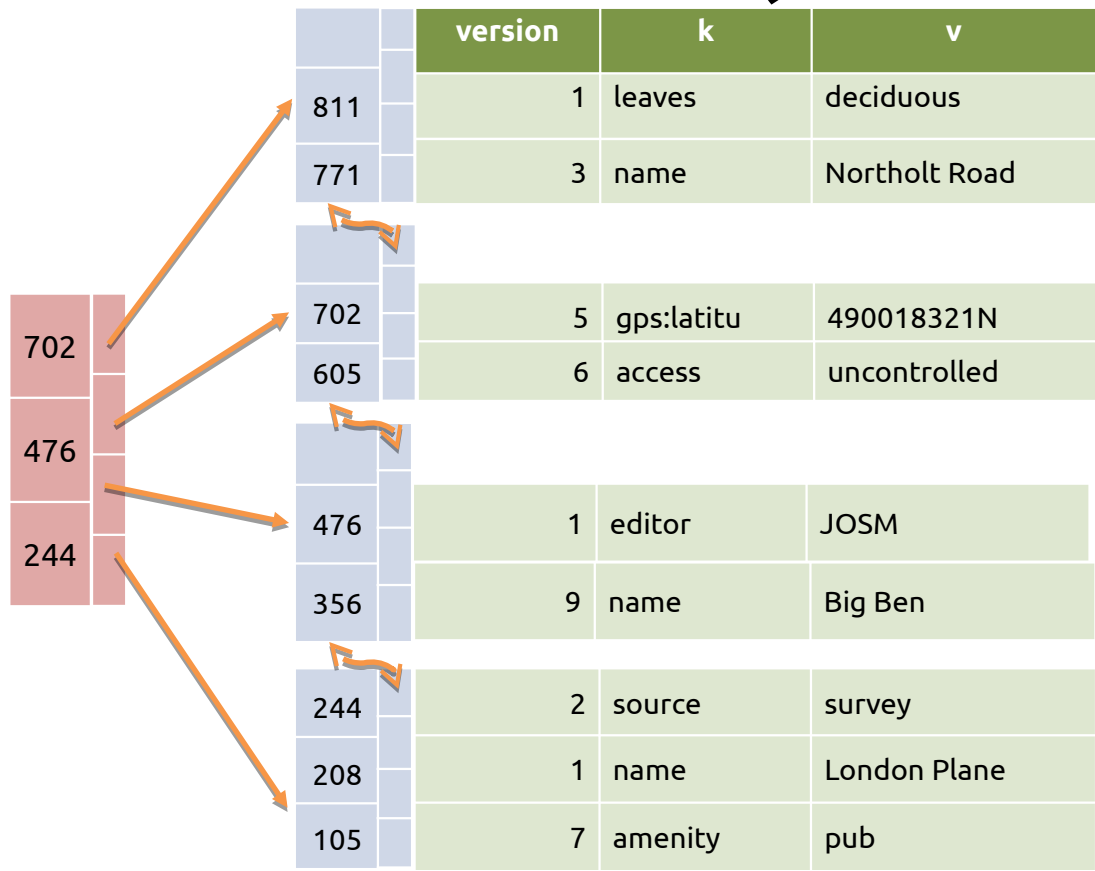 version k v
811 1 leaves deciduous
771 3 name Northolt Road
702 5 gps:latitu 490018321N
605 6 access uncontrolled
702
476
244
476 1 editor JOSM
356 9 name Big Ben
244 2 source survey
208 1 name London Plane
105 7 amenity pub